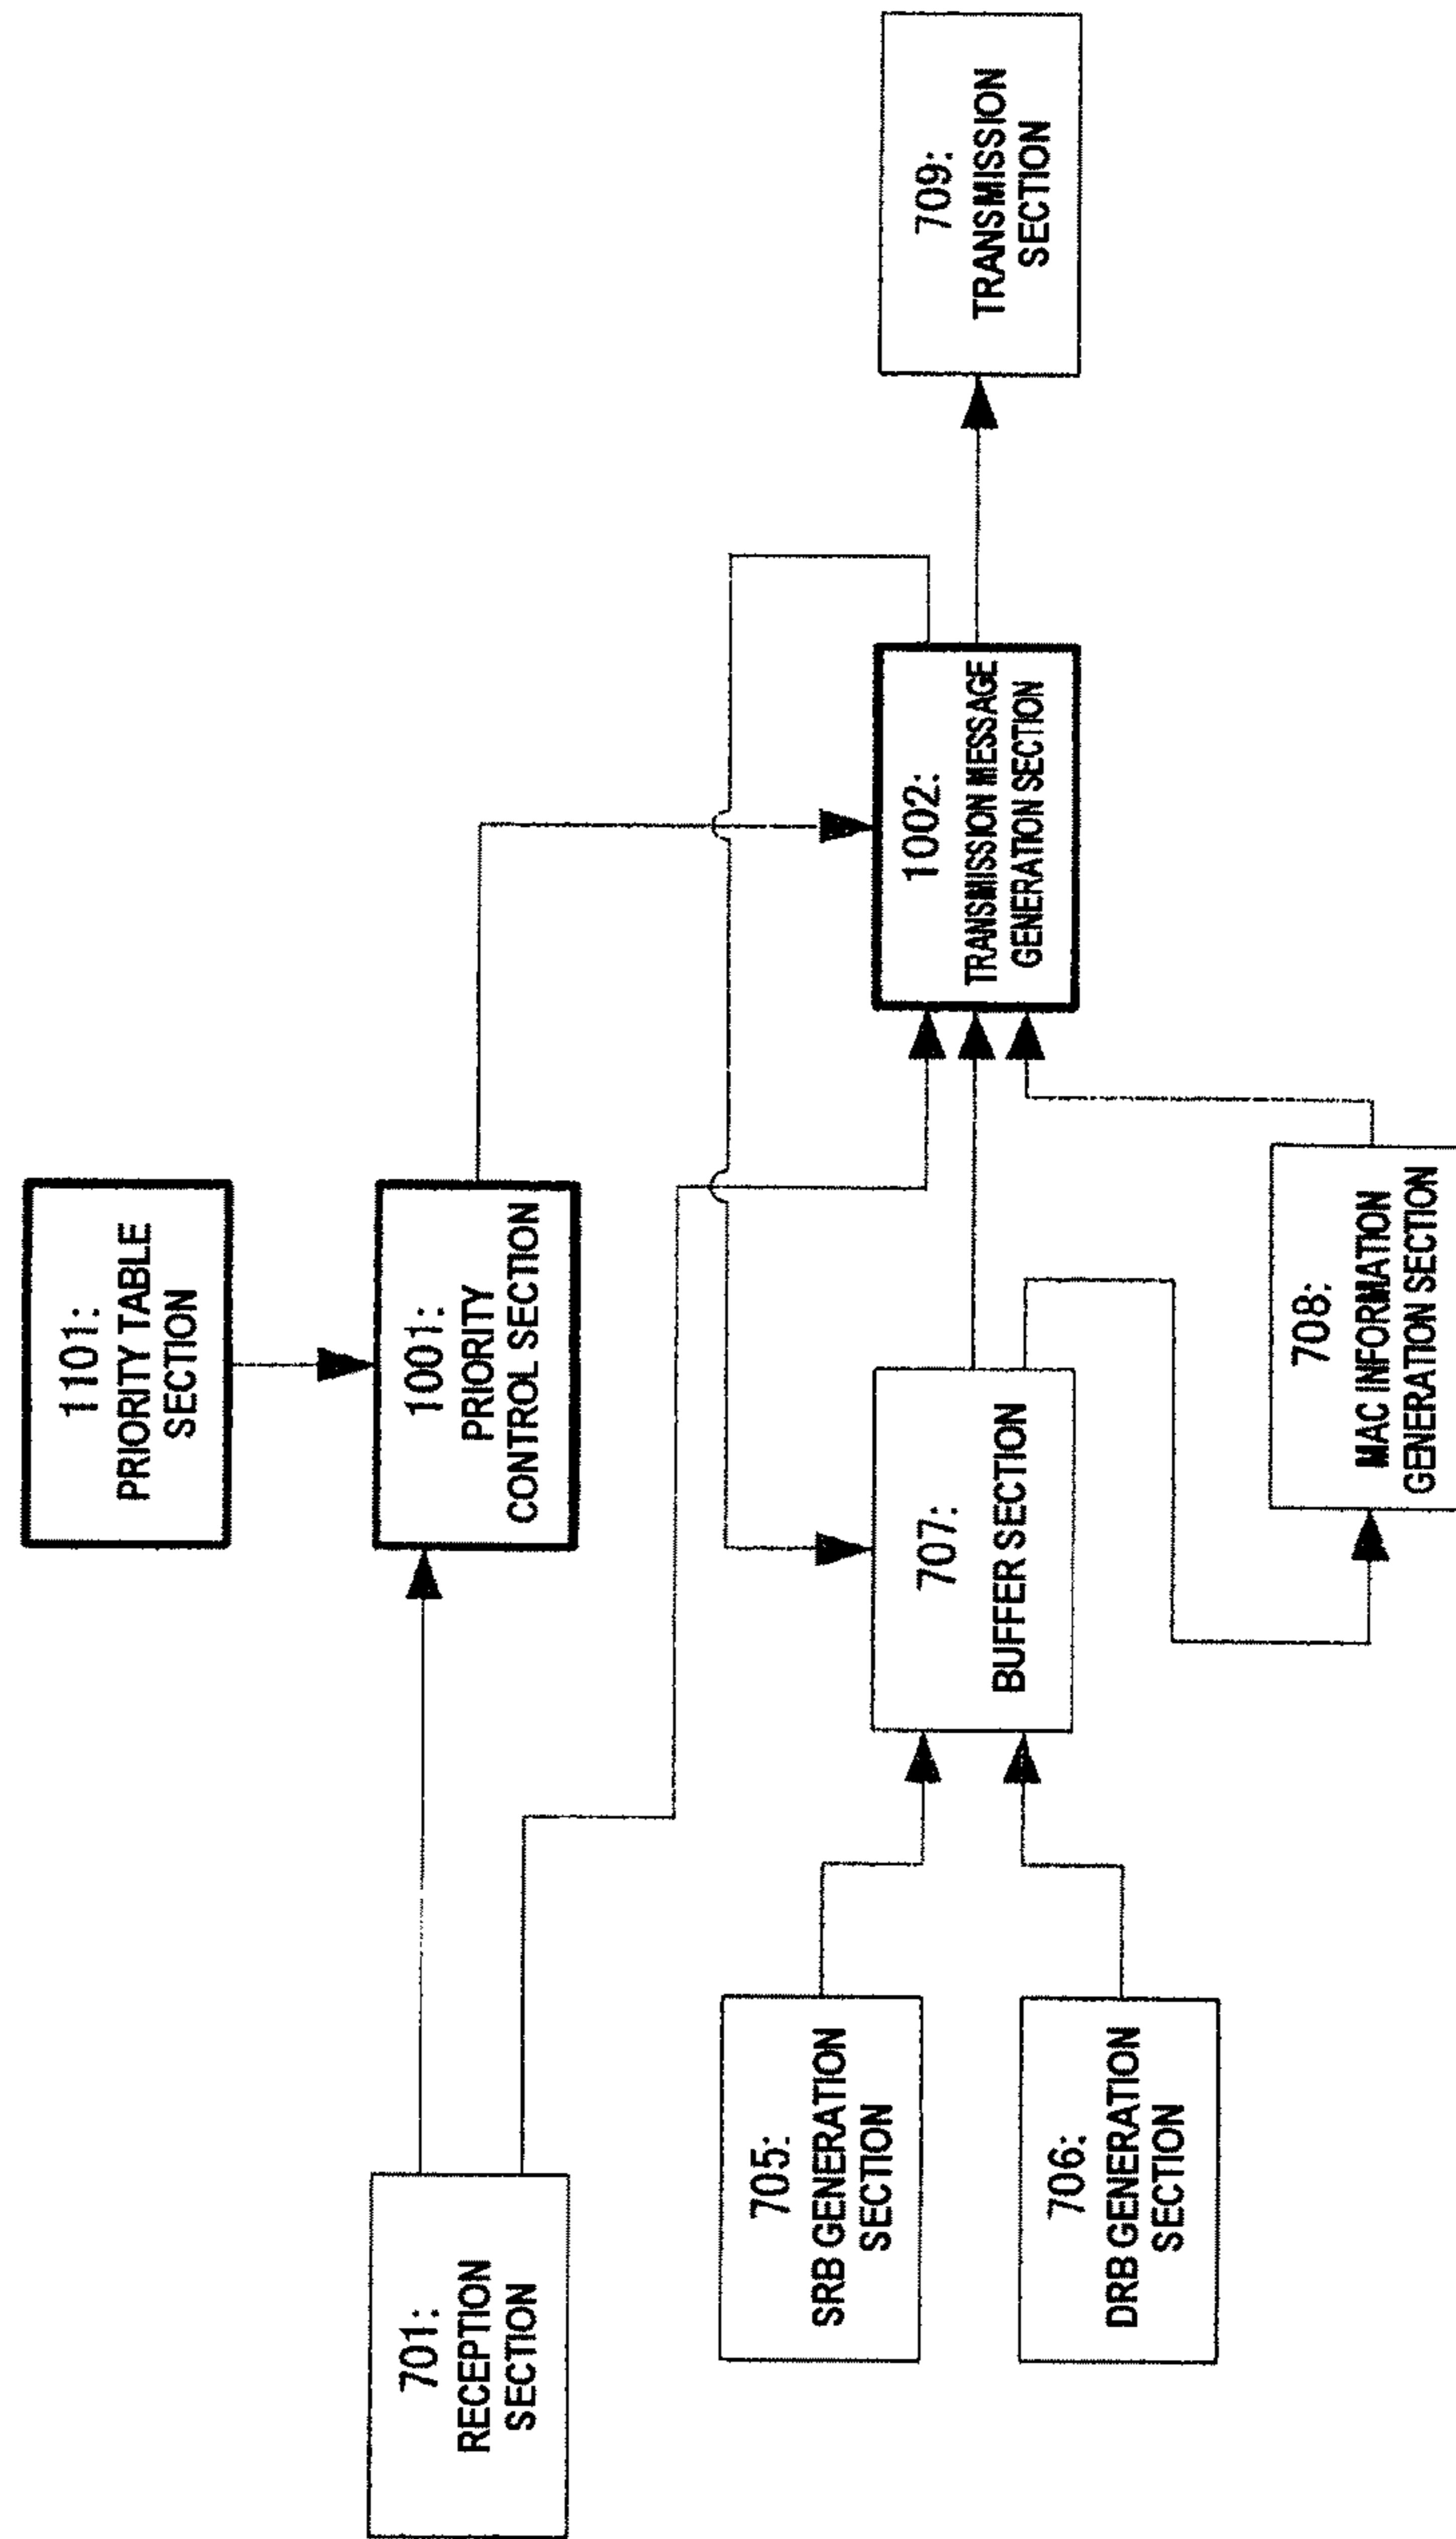 1101:
PRIORITY TABLE
SECTION
701:
RECEPTION
SECTION
1001:
PRIORITY
CONTROL SECTION
705:
SRB GENERATION
SECTION
706:
DRB GENERATION
SECTION
707:
BUFFER SECTION
1002:
TRANSMISSION MESSAGE
GENERATION SECTION
709:
TRANSMISSION
SECTION
708:
MAC INFORMATION
GENERATION SECTION